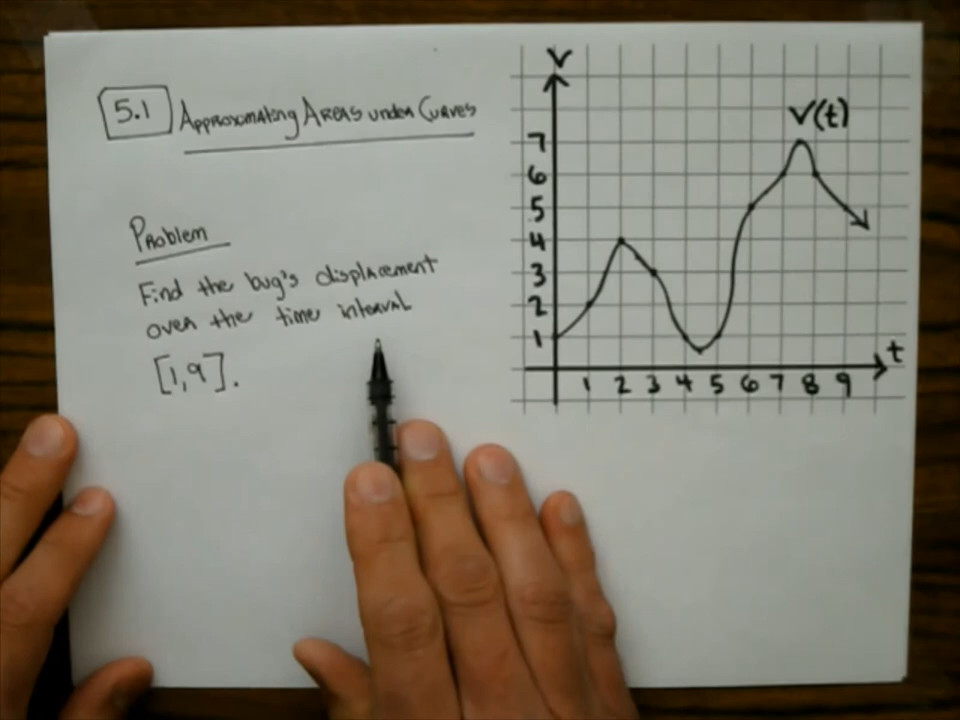 5.1 Approximating Areas under Curves
Problem
Find the bug's displacement
over the time interval
[1,9].
V
V(t)
7
6
5
4
3
2
1
t
1 2 3 4 5 6 7 8 9